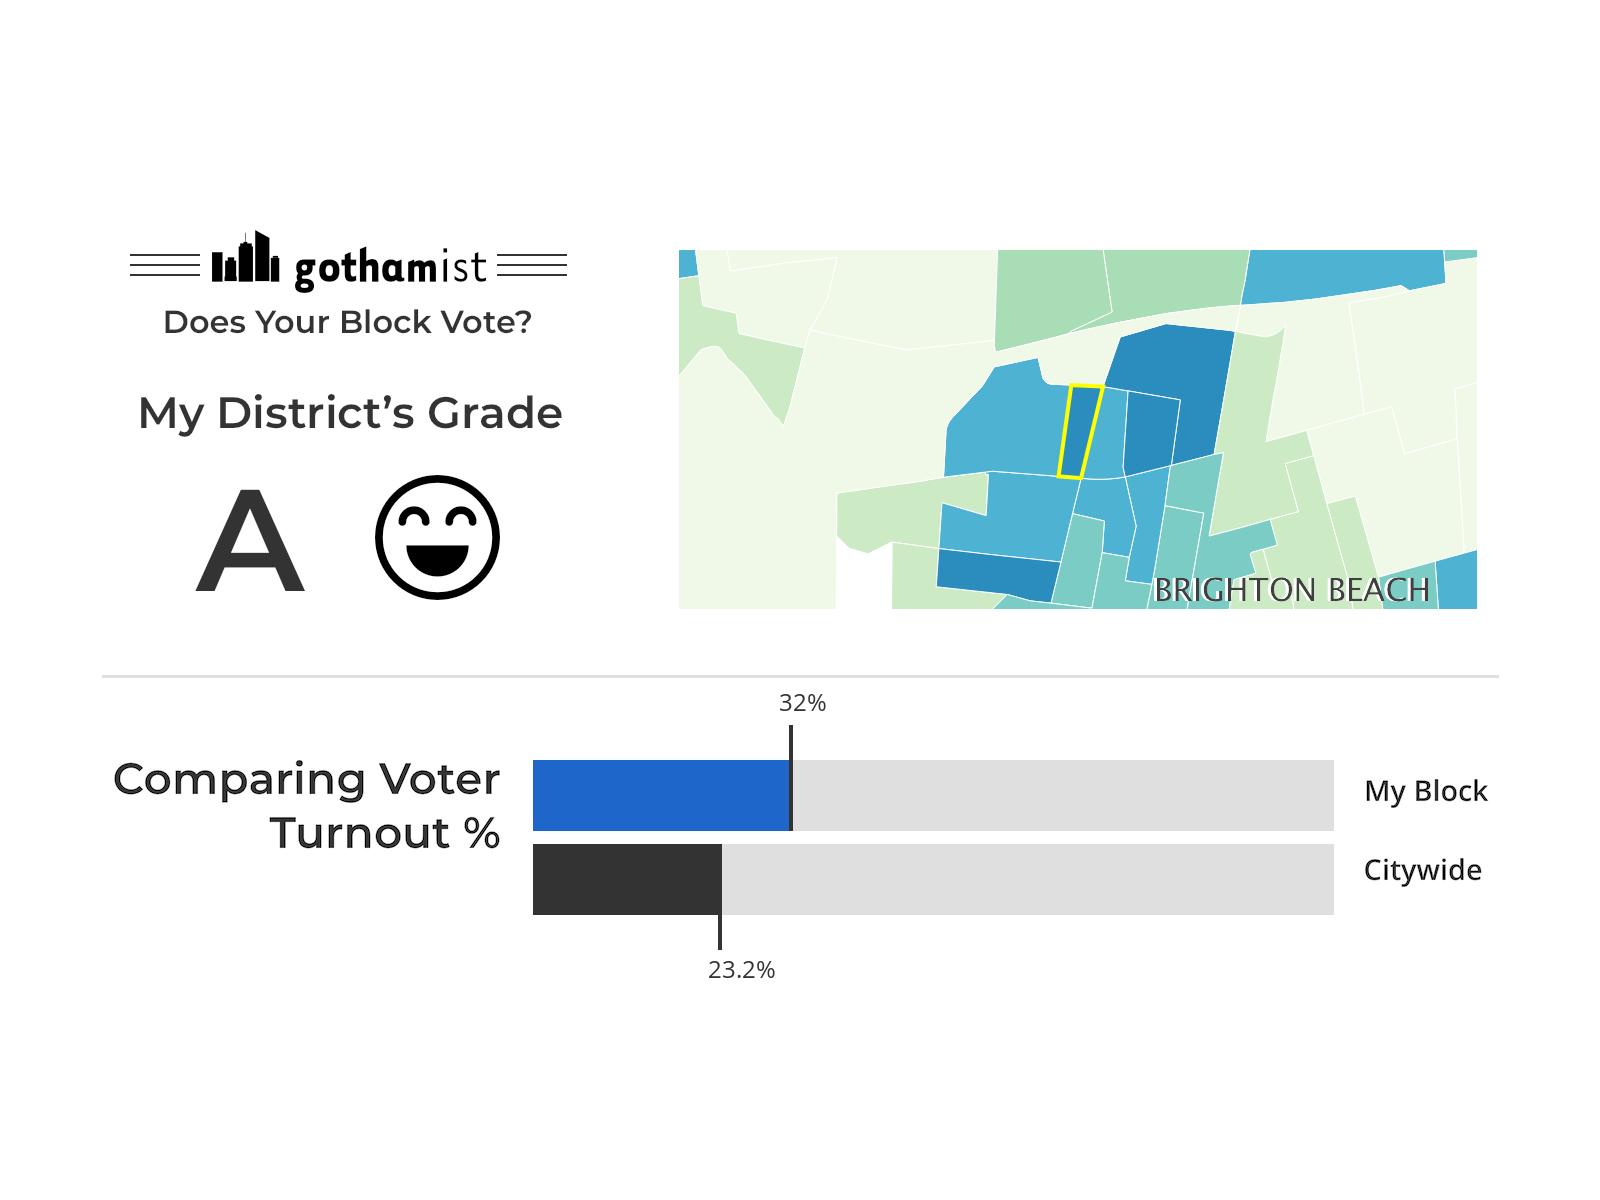 gothamist
Does Your Block Vote?
My District’s Grade
A
BRIGHTON BEACH
32%
Comparing Voter
Turnout %
My Block
Citywide
23.2%